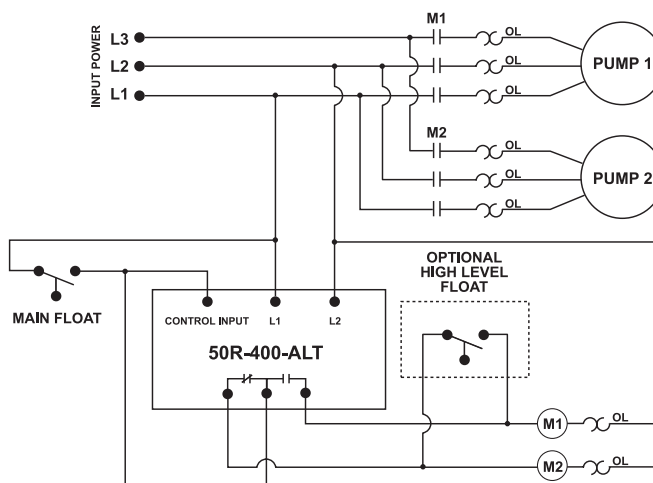 INPUT POWER
L3
L2
L1
M1
OL
OL
OL
PUMP 1
M2
OL
OL
OL
PUMP 2
MAIN FLOAT
OPTIONAL
HIGH LEVEL
FLOAT
CONTROL INPUT L1 L2
50R-400-ALT
M1 OL
M2 OL